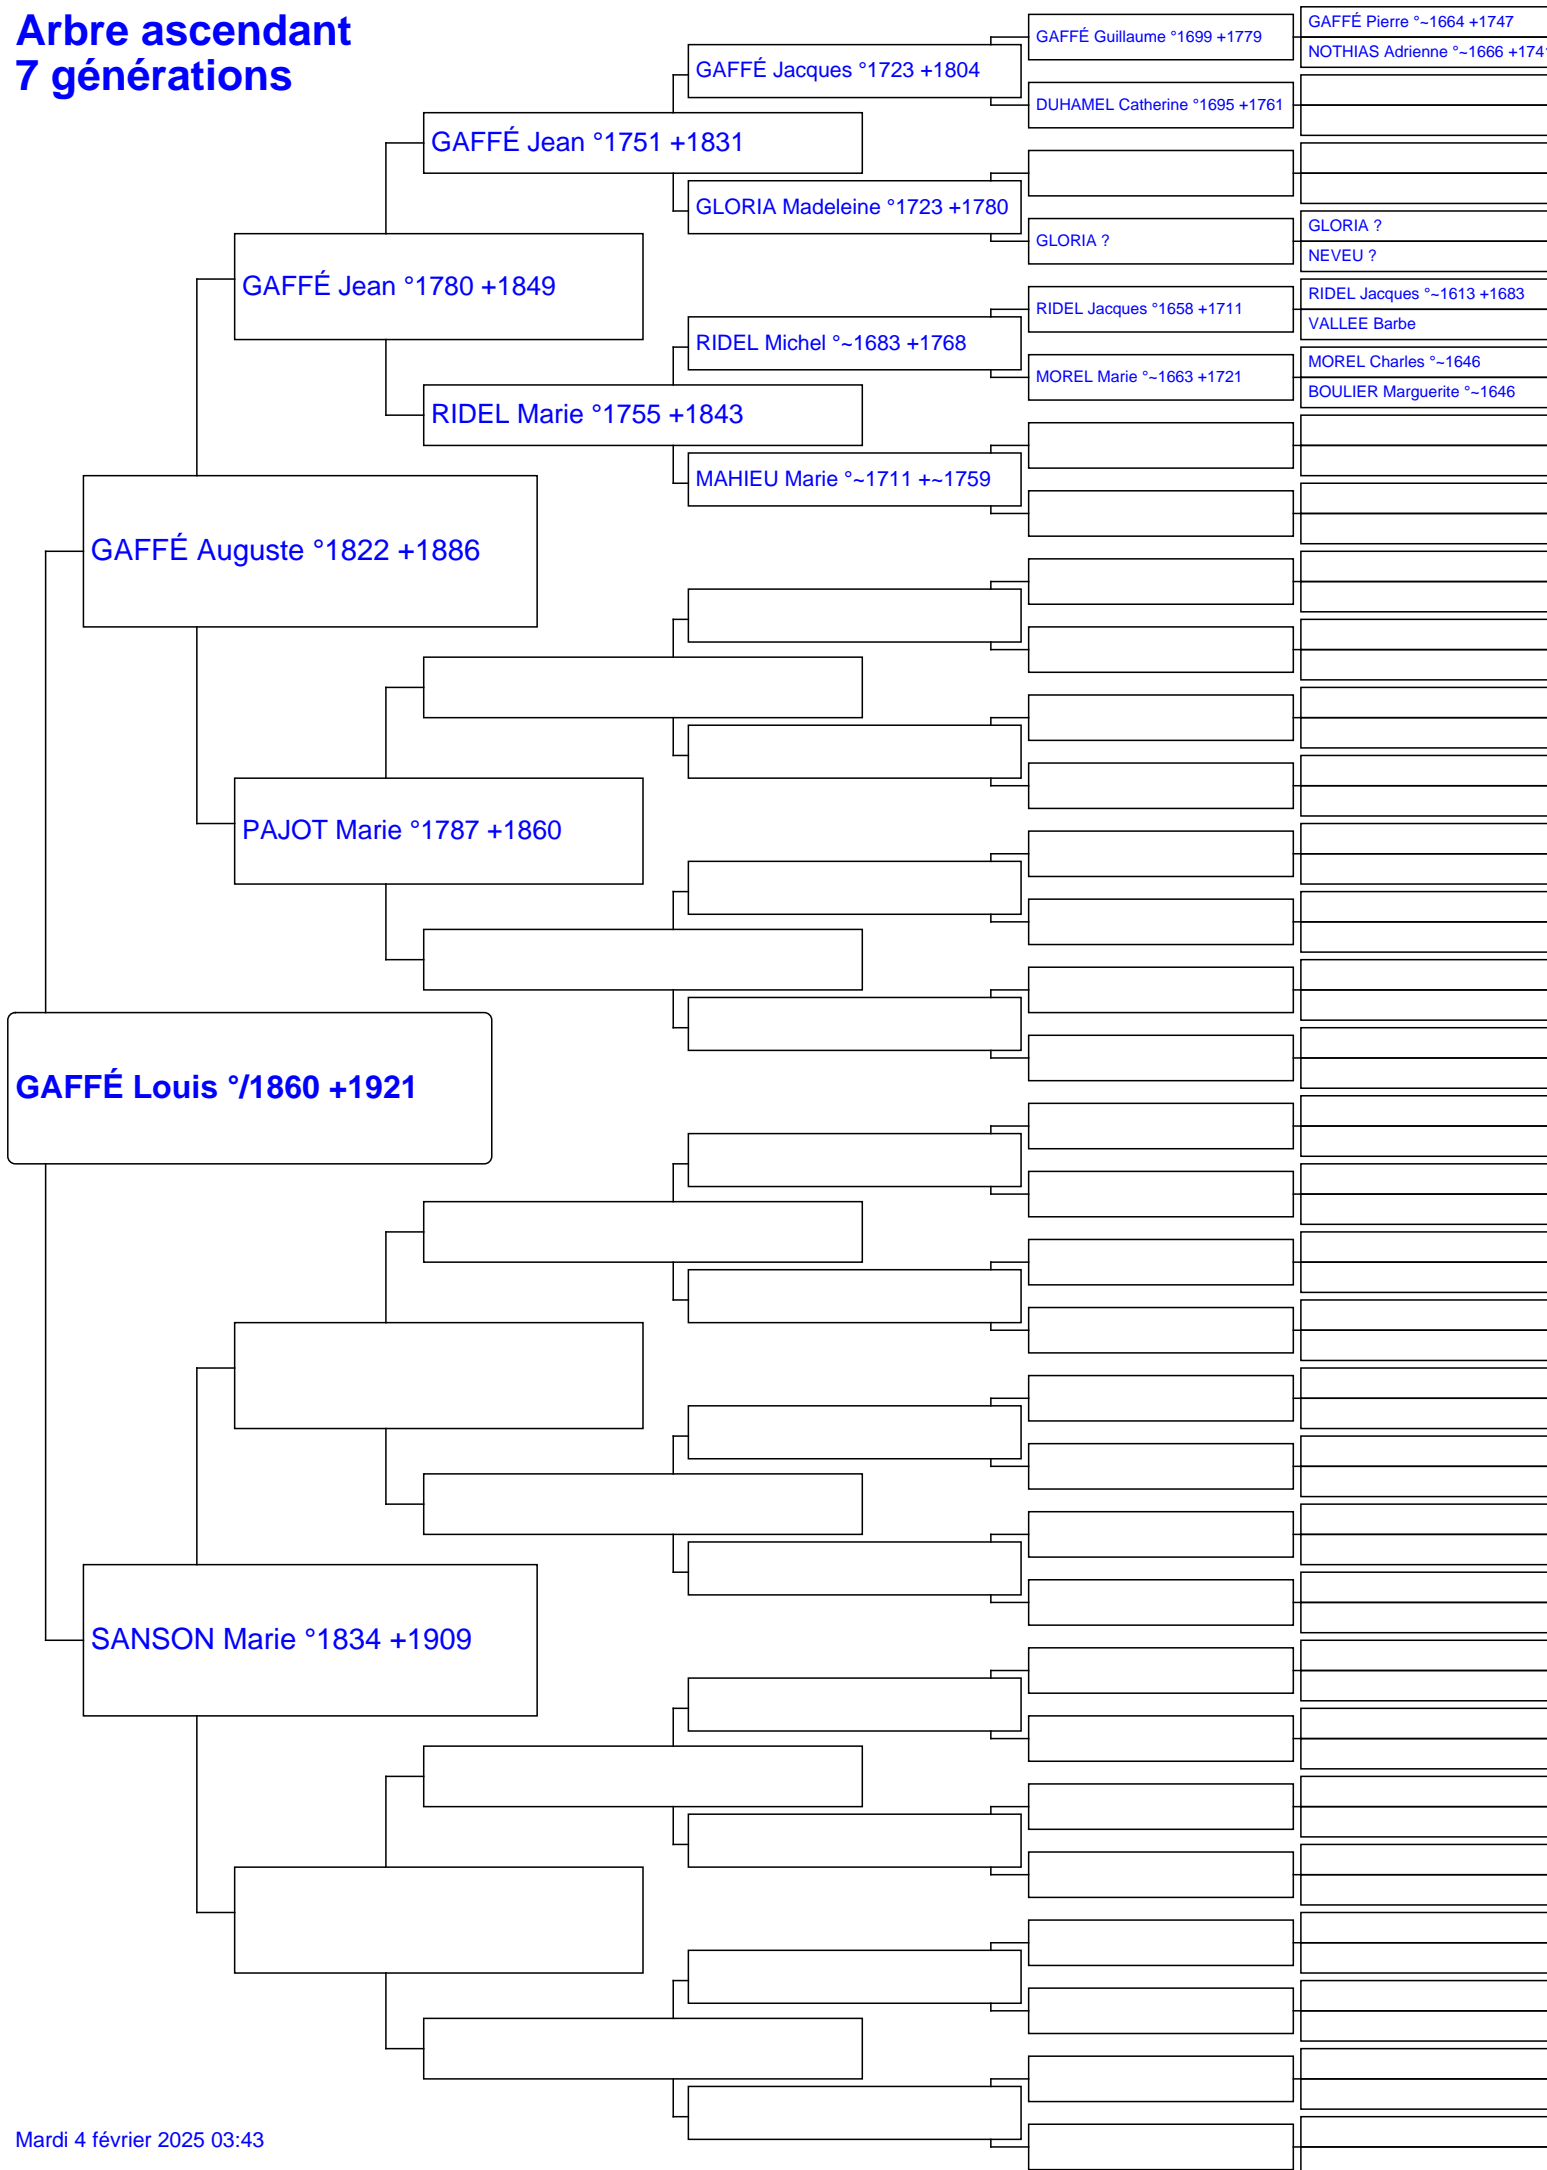 Arbre ascendant
7 générations
GAFFÉ Pierre °~1664 +1747
GAFFÉ Guillaume °1699 +1779
NOTHIAS Adrienne °~1666 +1741
GAFFÉ Jacques °1723 +1804
DUHAMEL Catherine °1695 +1761
GAFFÉ Jean °1751 +1831
GLORIA Madeleine °1723 +1780
GLORIA ?
GLORIA ?
NEVEU ?
GAFFÉ Jean °1780 +1849
RIDEL Jacques °~1613 +1683
RIDEL Jacques °1658 +1711
VALLEE Barbe
RIDEL Michel °~1683 +1768
MOREL Charles °~1646
MOREL Marie °~1663 +1721
BOULIER Marguerite °~1646
RIDEL Marie °1755 +1843
MAHIEU Marie °~1711 +~1759
GAFFÉ Auguste °1822 +1886
PAJOT Marie °1787 +1860
GAFFÉ Louis °/1860 +1921
SANSON Marie °1834 +1909
Mardi 4 février 2025 03:43